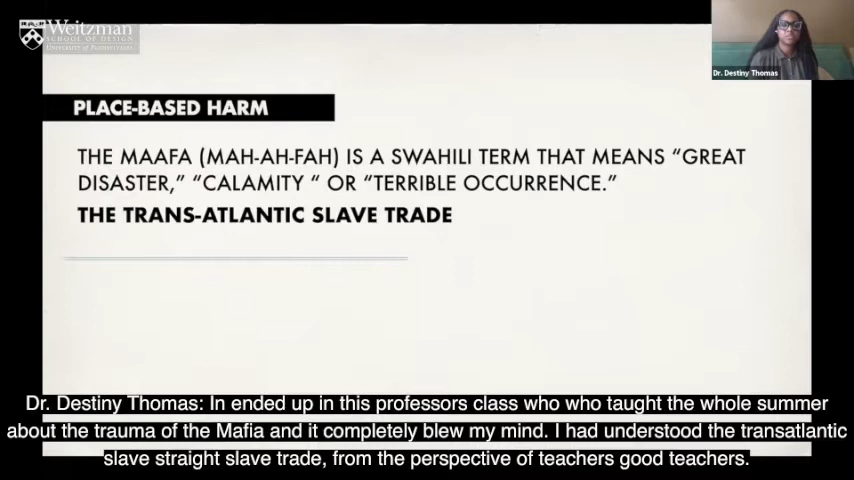 Weitzman
SCHOOL OF DESIGN
UNIVERSITY OF PENNSYLVANIA
Dr. Destiny Thomas
PLACE-BASED HARM
THE MAAFA (MAH-AH-FAH) IS A SWAHILI TERM THAT MEANS “GREAT
DISASTER,” “CALAMITY “ OR “TERRIBLE OCCURRENCE.”
THE TRANS-ATLANTIC SLAVE TRADE
Dr. Destiny Thomas: In ended up in this professors class who who taught the whole summer
about the trauma of the Mafia and it completely blew my mind. I had understood the transatlantic
slave straight slave trade, from the perspective of teachers good teachers.